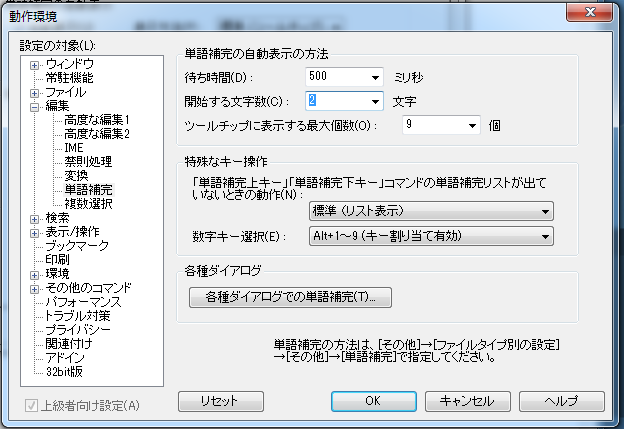 動作環境
設定の対象(L):
ウィンドウ
常駐機能
ファイル
編集
高度な編集1
高度な編集2
IME
禁則処理
変換
単語補完
複数選択
検索
表示/操作
ブックマーク
印刷
環境
その他のコマンド
パフォーマンス
トラブル対策
プライバシー
関連付け
アドイン
32bit版
上級者向け設定(A)
単語補完の自動表示の方法
待ち時間(D): 500 ミリ秒
開始する文字数(C): 2 文字
ツールチップに表示する最大個数(O): 9 個
特殊なキー操作
「単語補完上キー」「単語補完下キー」コマンドの単語補完リストが出て
いないときの動作(N):
標準 (リスト表示)
数字キー選択(E): Alt+1～9 (キー割り当て有効)
各種ダイアログ
各種ダイアログでの単語補完(T)...
単語補完の方法は、[その他]→[ファイルタイプ別の設定]
→[その他]→[単語補完]で指定してください。
リセット
OK
キャンセル
ヘルプ